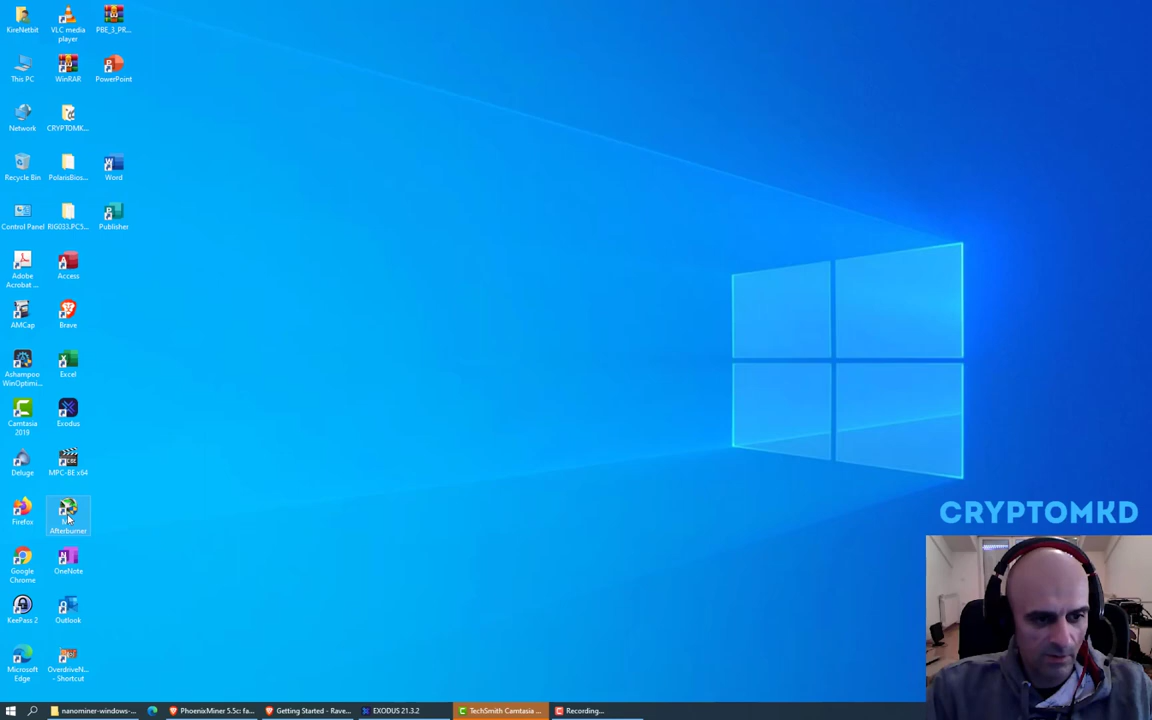 KireNetbit
VLC media
player
PBE_3_PR...
This PC
WinRAR
PowerPoint
Network
CRYPTOMK...
Recycle Bin
PolarisBios...
Word
Control Panel
RIG033.PC5...
Publisher
Adobe
Acrobat ...
Access
AMCap
Brave
Ashampoo
WinOptimi...
Excel
Camtasia
2019
Exodus
Deluge
MPC-BE x64
Firefox
Afterburner
Google
Chrome
OneNote
KeePass 2
Outlook
Microsoft
Edge
OverdriveN...
- Shortcut
CRYPTOMKD
nanominer-windows-...
PhoenixMiner 5.5c: fa...
Getting Started - Rave...
EXODUS 21.3.2
TechSmith Camtasia ...
Recording...